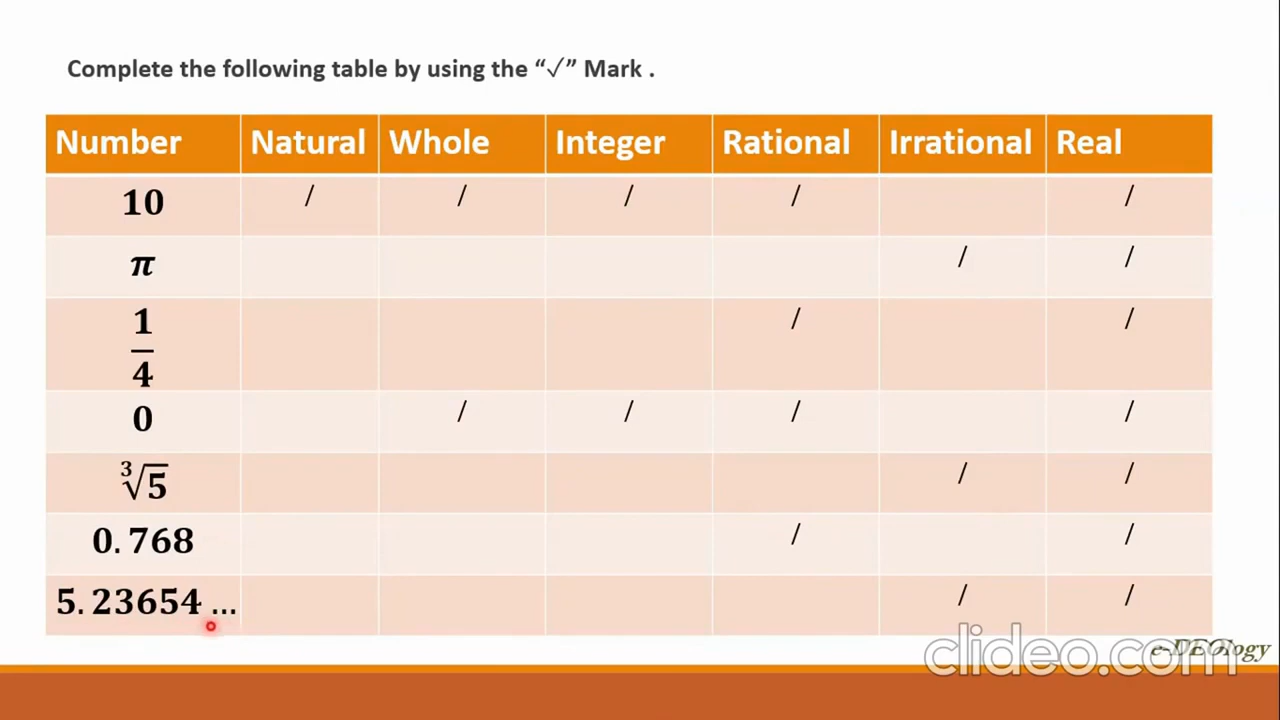 Complete the following table by using the “✓” Mark .
Number Natural Whole Integer Rational Irrational Real
10 / / / / /
π / /
1/4 / /
0 / / / /
∛5 / /
0.768 / /
5.23654 ... / /
clideo.com
e-DEOlogy